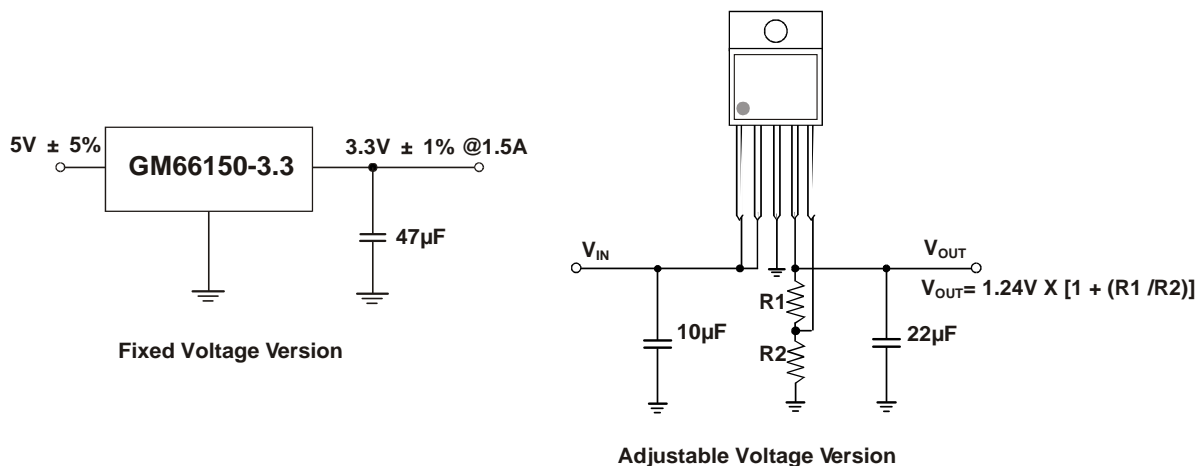 5V ± 5%
GM66150-3.3
3.3V ± 1% @1.5A
47µF
Fixed Voltage Version
VIN
VOUT
VOUT= 1.24V X [1 + (R1 /R2)]
R1
10µF
R2
22µF
Adjustable Voltage Version